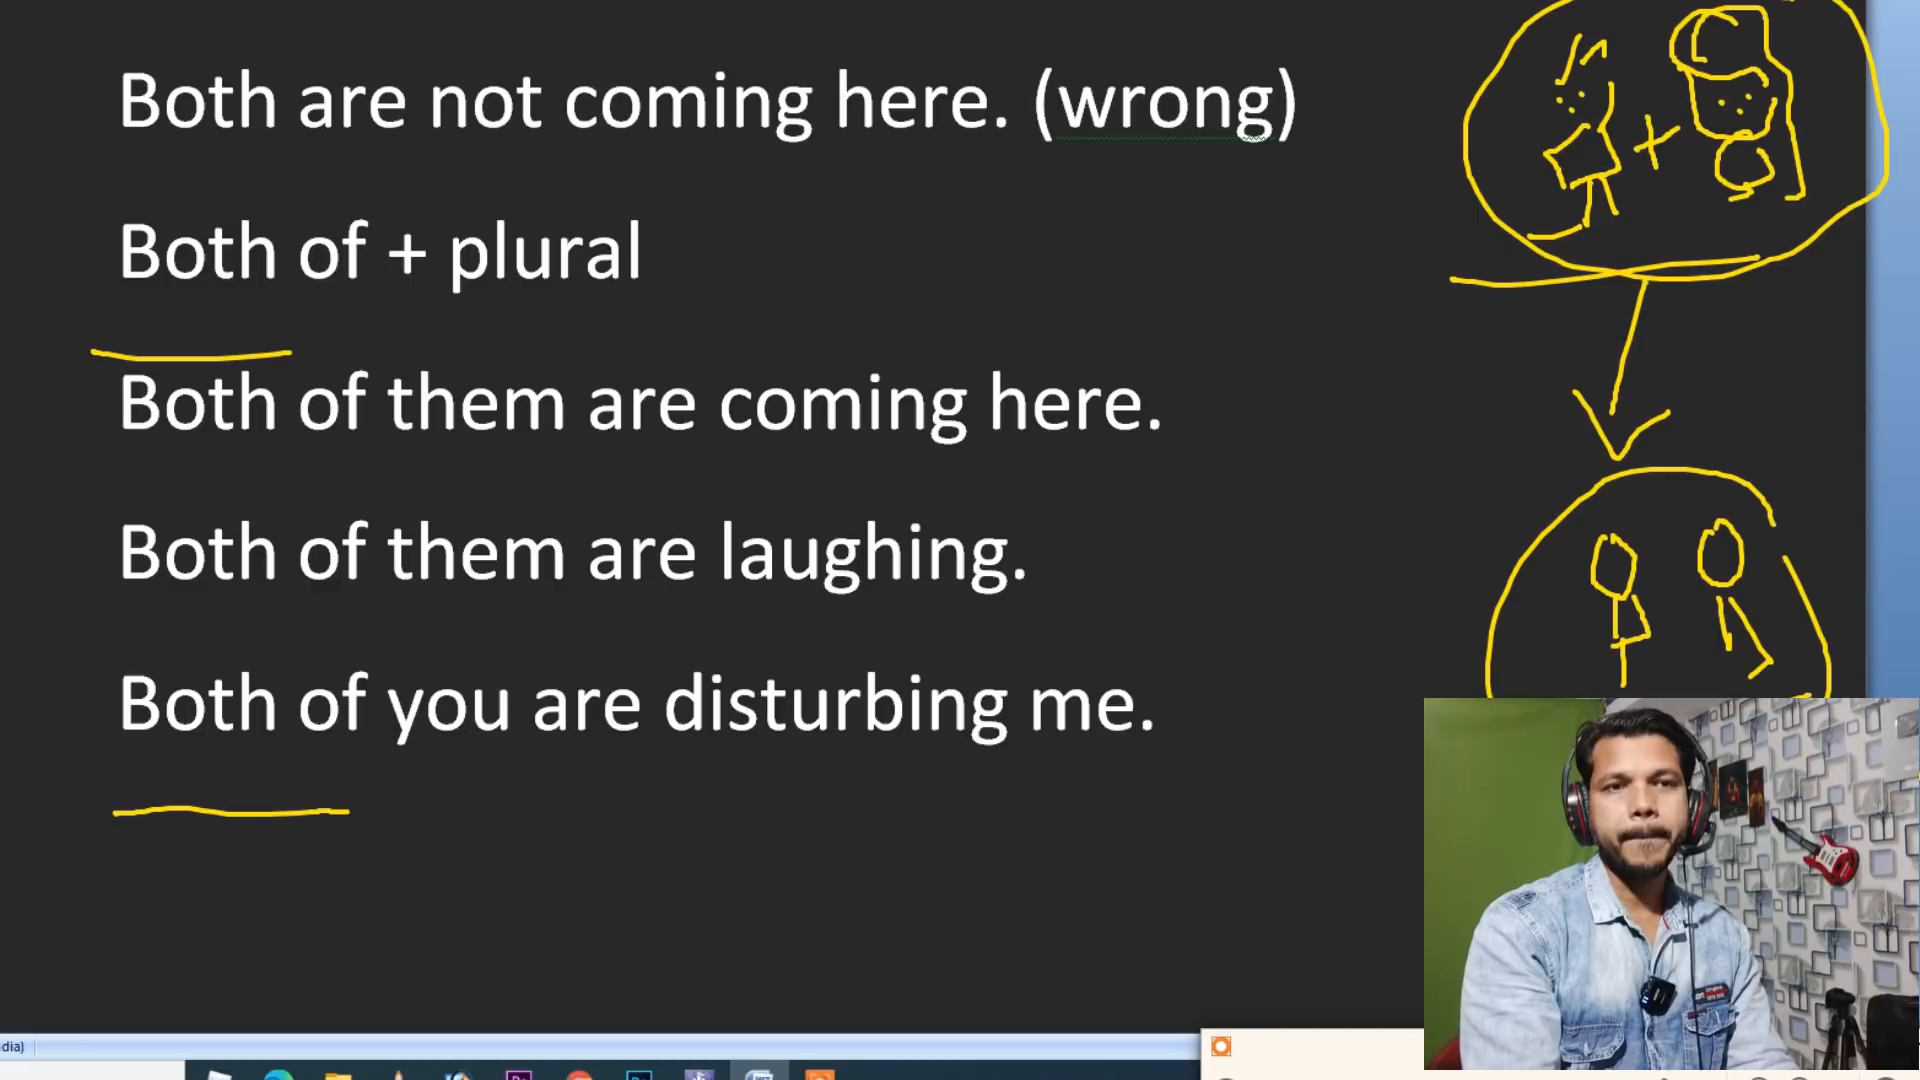 Both are not coming here. (wrong)
Both of + plural
Both of them are coming here.
Both of them are laughing.
Both of you are disturbing me.
dia)